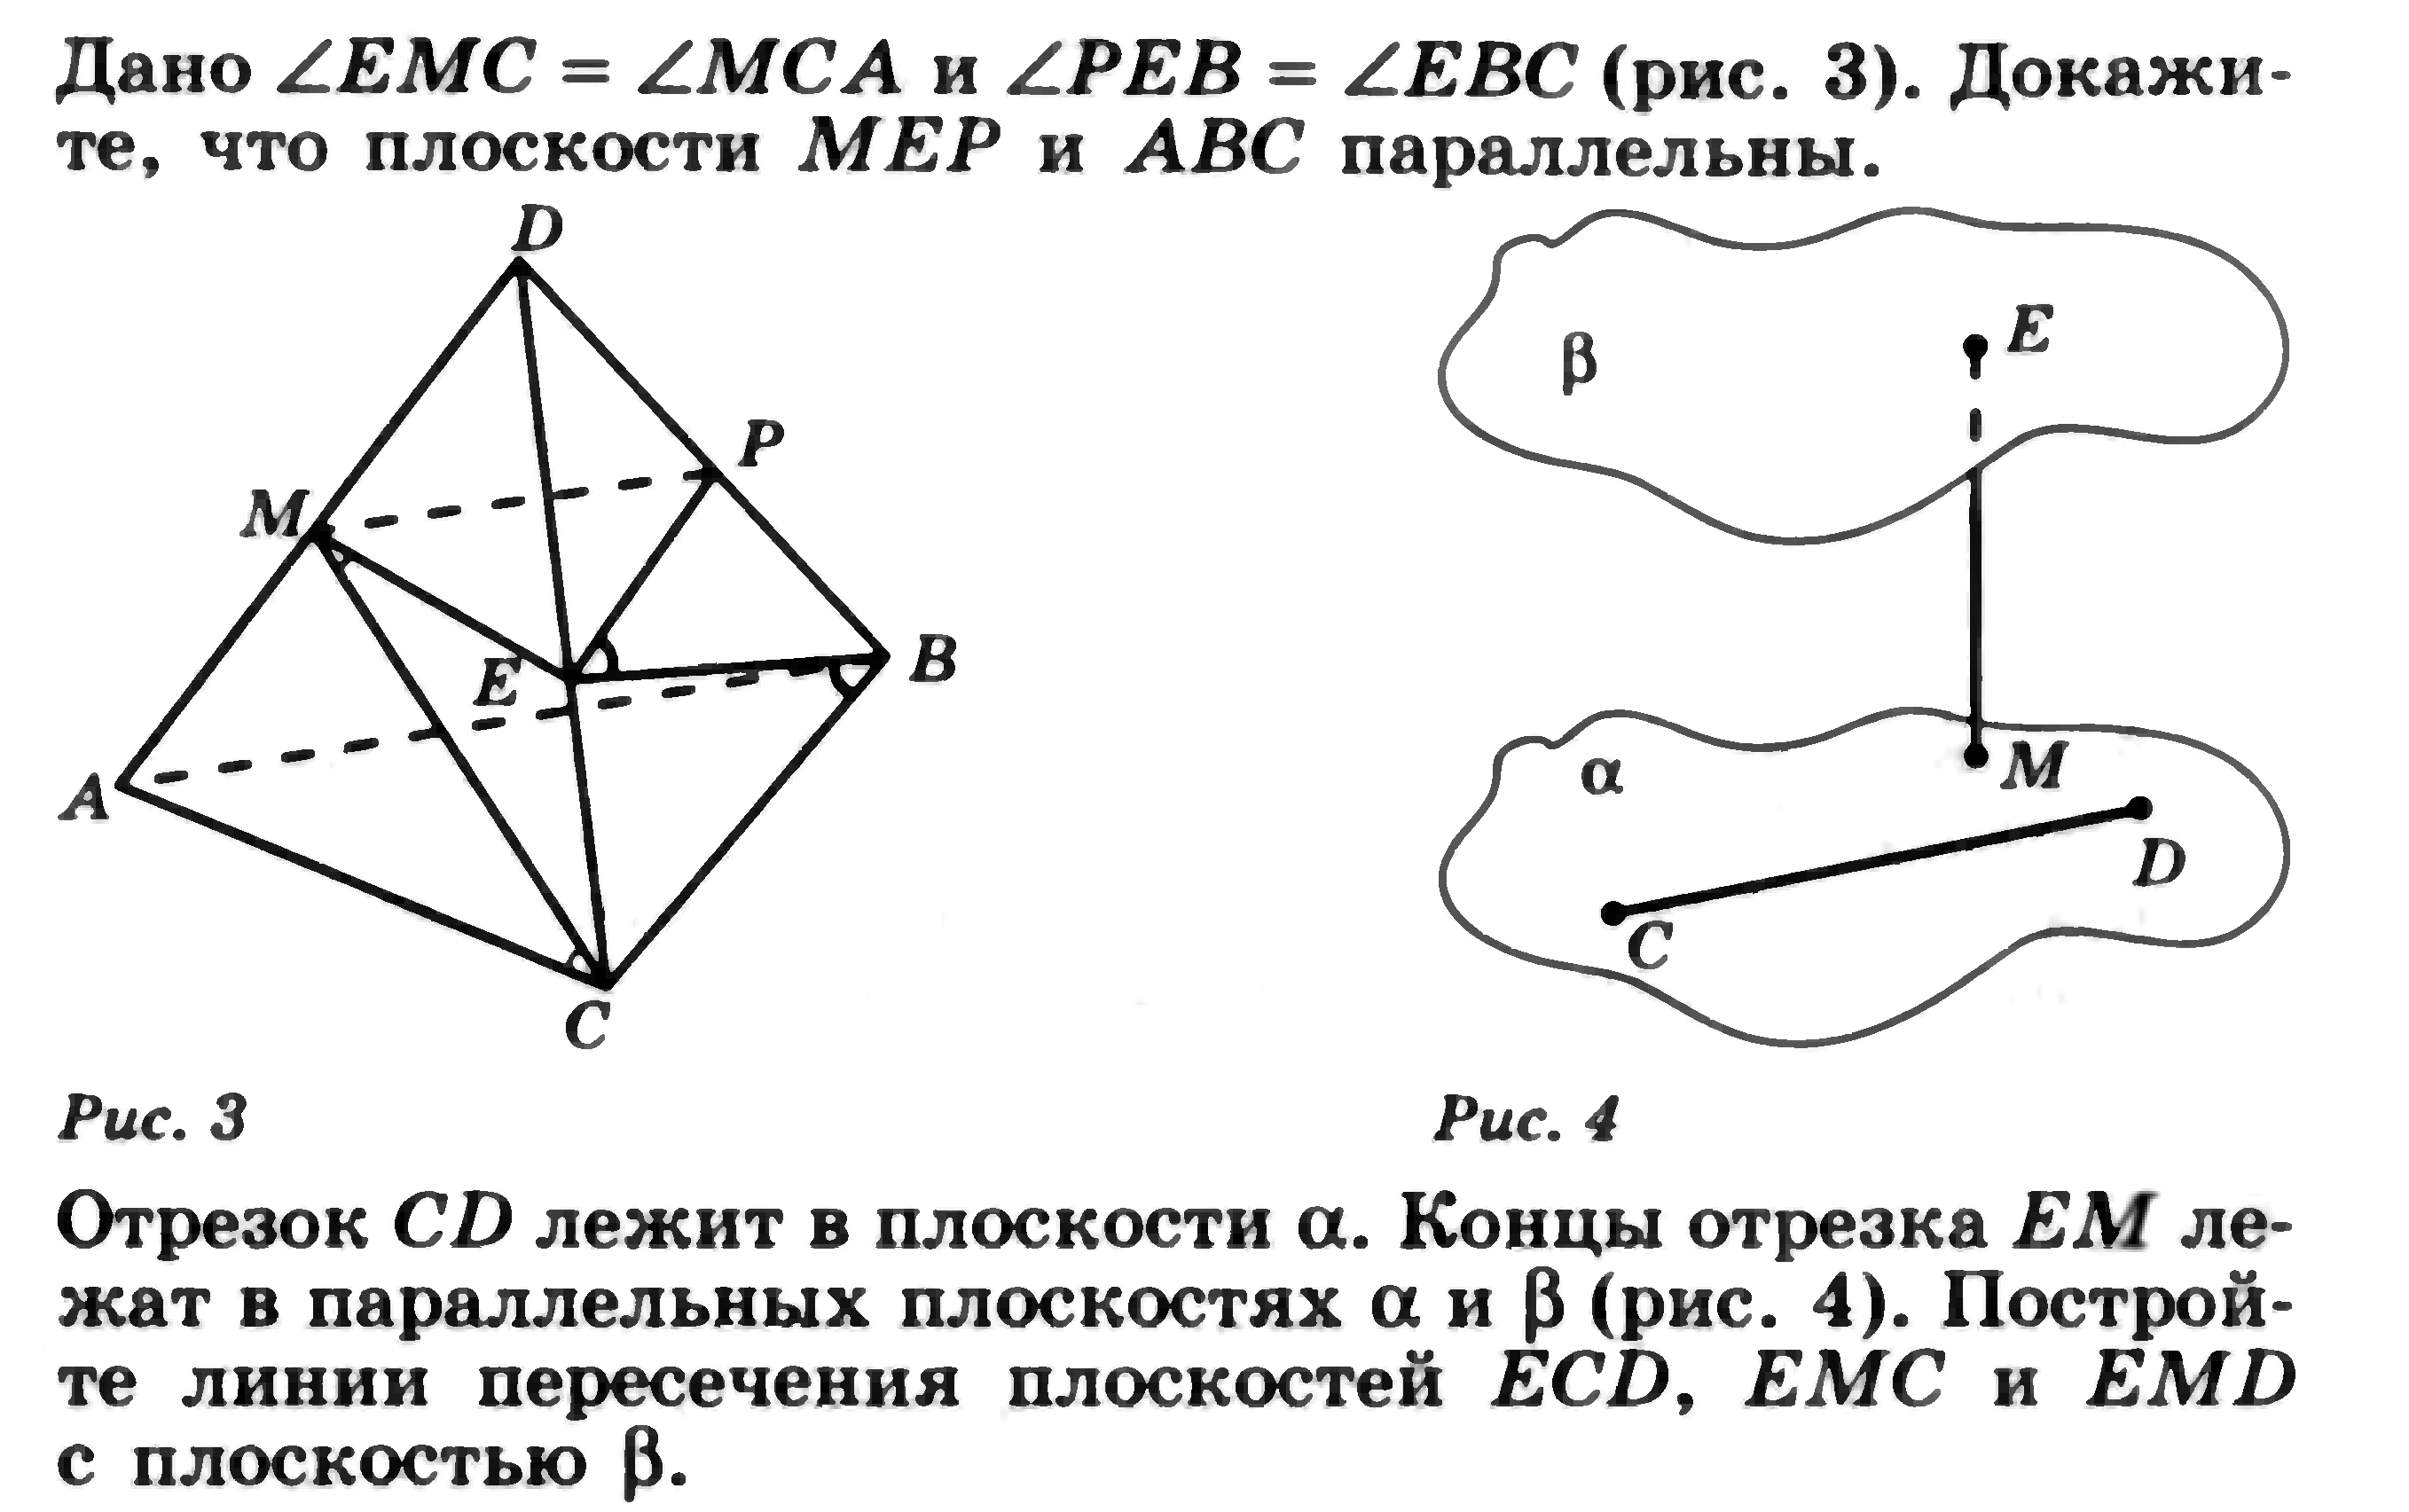 Дано ∠EMC = ∠MCA и ∠PEB = ∠EBC (рис. 3). Докажи-
те, что плоскости MEP и ABC параллельны.
D
P
M
E
B
A
C
β
E
α
M
D
C
Рис. 3
Рис. 4
Отрезок CD лежит в плоскости α. Концы отрезка EM ле-
жат в параллельных плоскостях α и β (рис. 4). Построй-
те линии пересечения плоскостей ECD, EMC и EMD
с плоскостью β.